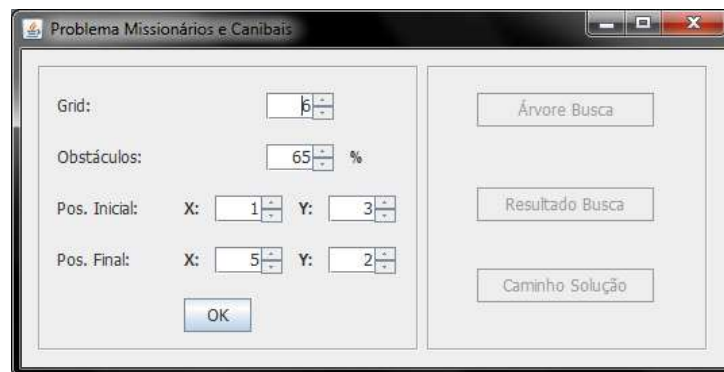 Problema Missionários e Canibais
Grid: 6
Obstáculos: 65 %
Pos. Inicial: X: 1 Y: 3
Pos. Final: X: 5 Y: 2
OK
Árvore Busca
Resultado Busca
Caminho Solução